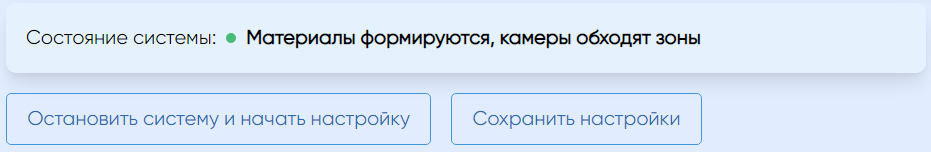 Состояние системы: Материалы формируются, камеры обходят зоны
Остановить систему и начать настройку
Сохранить настройки